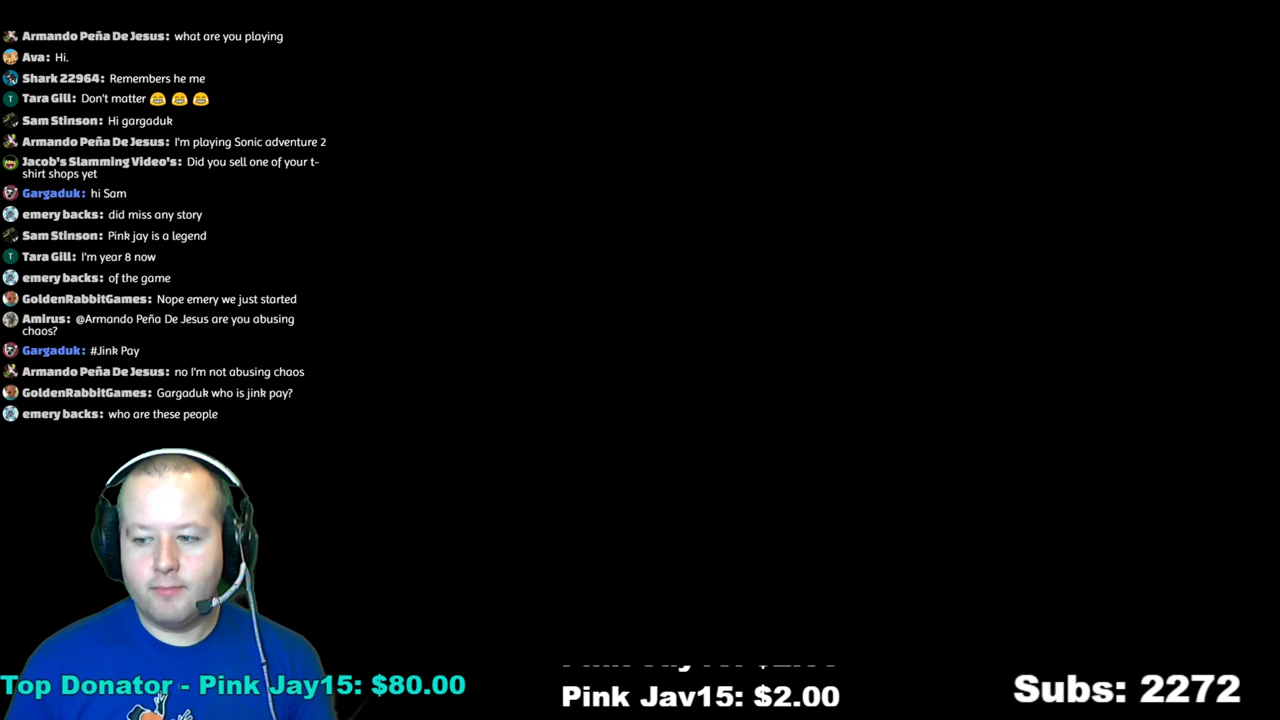 Armando Peña De Jesus: what are you playing
Ava: Hi.
Shark 22964: Remembers he me
T Tara Gill: Don't matter 😂 😂 😂
Sam Stinson: Hi gargaduk
Armando Peña De Jesus: I'm playing Sonic adventure 2
Jacob's Slamming Video's: Did you sell one of your t-
shirt shops yet
Gargaduk: hi Sam
emery backs: did miss any story
Sam Stinson: Pink jay is a legend
T Tara Gill: I'm year 8 now
emery backs: of the game
GoldenRabbitGames: Nope emery we just started
Amirus: @Armando Peña De Jesus are you abusing
chaos?
Gargaduk: #Jink Pay
Armando Peña De Jesus: no I'm not abusing chaos
GoldenRabbitGames: Gargaduk who is jink pay?
emery backs: who are these people
Top Donator - Pink Jay15: $80.00
Pink Jay15: $2.00
Subs: 2272